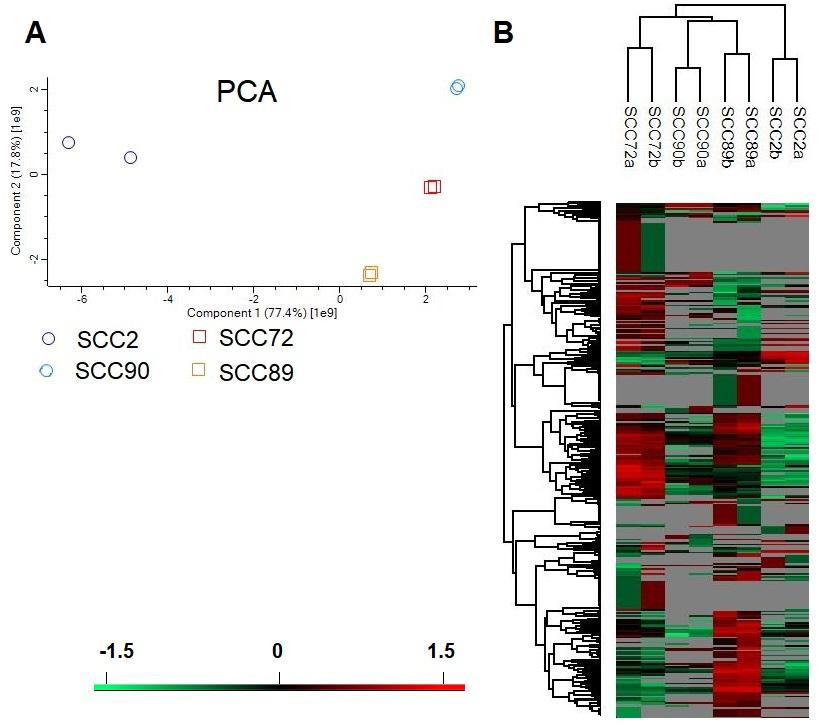 A
B
PCA
2
0
-2
Component 2 (17.8%) [1e9]
-6
-4
-2
0
2
Component 1 (77.4%) [1e9]
SCC2
SCC72
SCC90
SCC89
SCC72a
SCC72b
SCC90b
SCC90a
SCC89b
SCC89a
SCC2b
SCC2a
-1.5
0
1.5